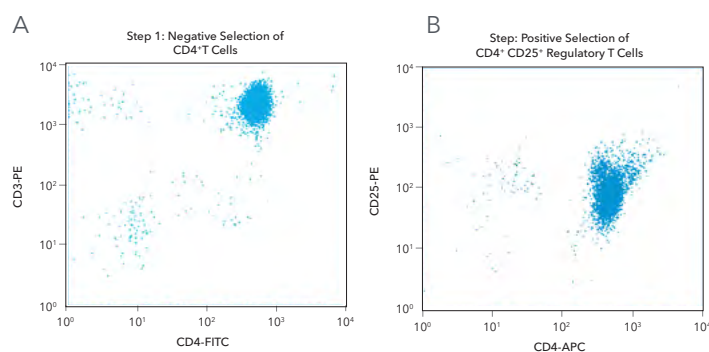 A
Step 1: Negative Selection of
CD4⁺T Cells
10⁴
10³
10²
10¹
10⁰
CD3-PE
10⁰ 10¹ 10² 10³ 10⁴
CD4-FITC
B
Step: Positive Selection of
CD4⁺ CD25⁺ Regulatory T Cells
10⁴
10³
10²
10¹
10⁰
CD25-PE
10⁰ 10¹ 10² 10³ 10⁴
CD4-APC